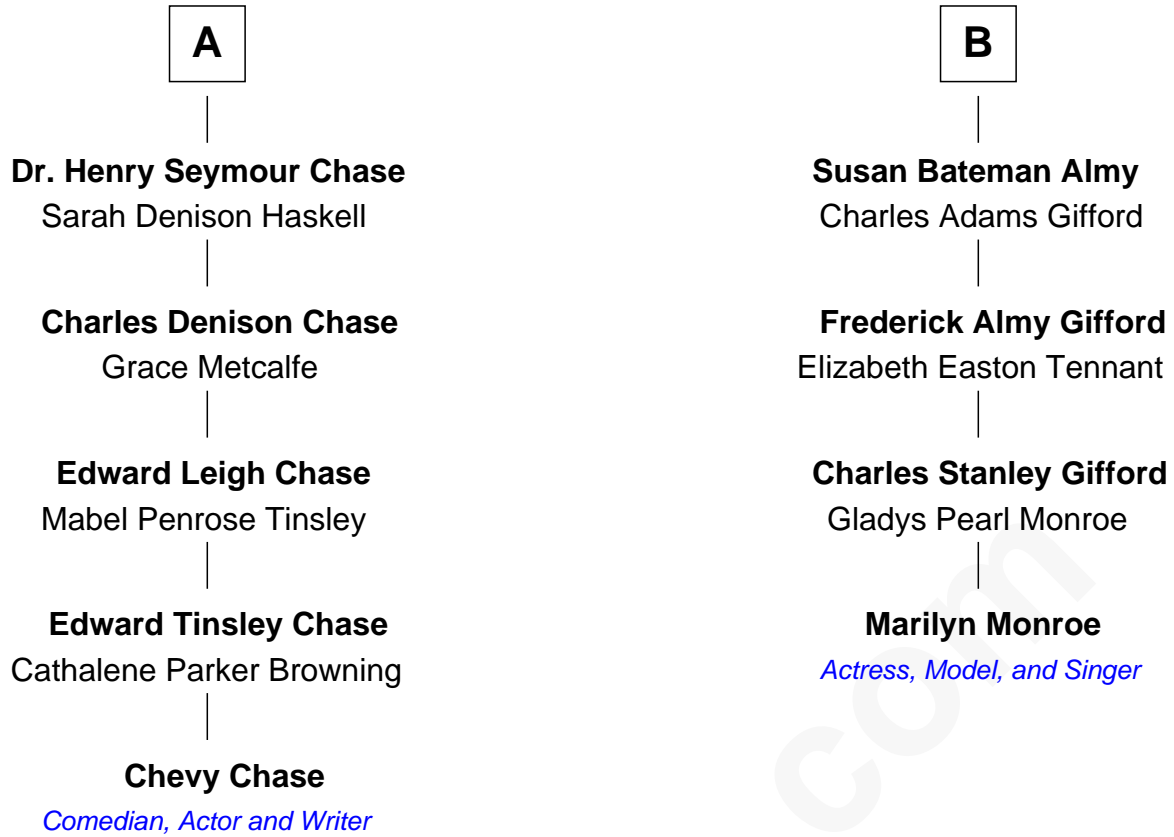 A
Dr. Henry Seymour Chase
Sarah Denison Haskell
Charles Denison Chase
Grace Metcalfe
Edward Leigh Chase
Mabel Penrose Tinsley
Edward Tinsley Chase
Cathalene Parker Browning
Chevy Chase
Comedian, Actor and Writer
B
Susan Bateman Almy
Charles Adams Gifford
Frederick Almy Gifford
Elizabeth Easton Tennant
Charles Stanley Gifford
Gladys Pearl Monroe
Marilyn Monroe
Actress, Model, and Singer
com